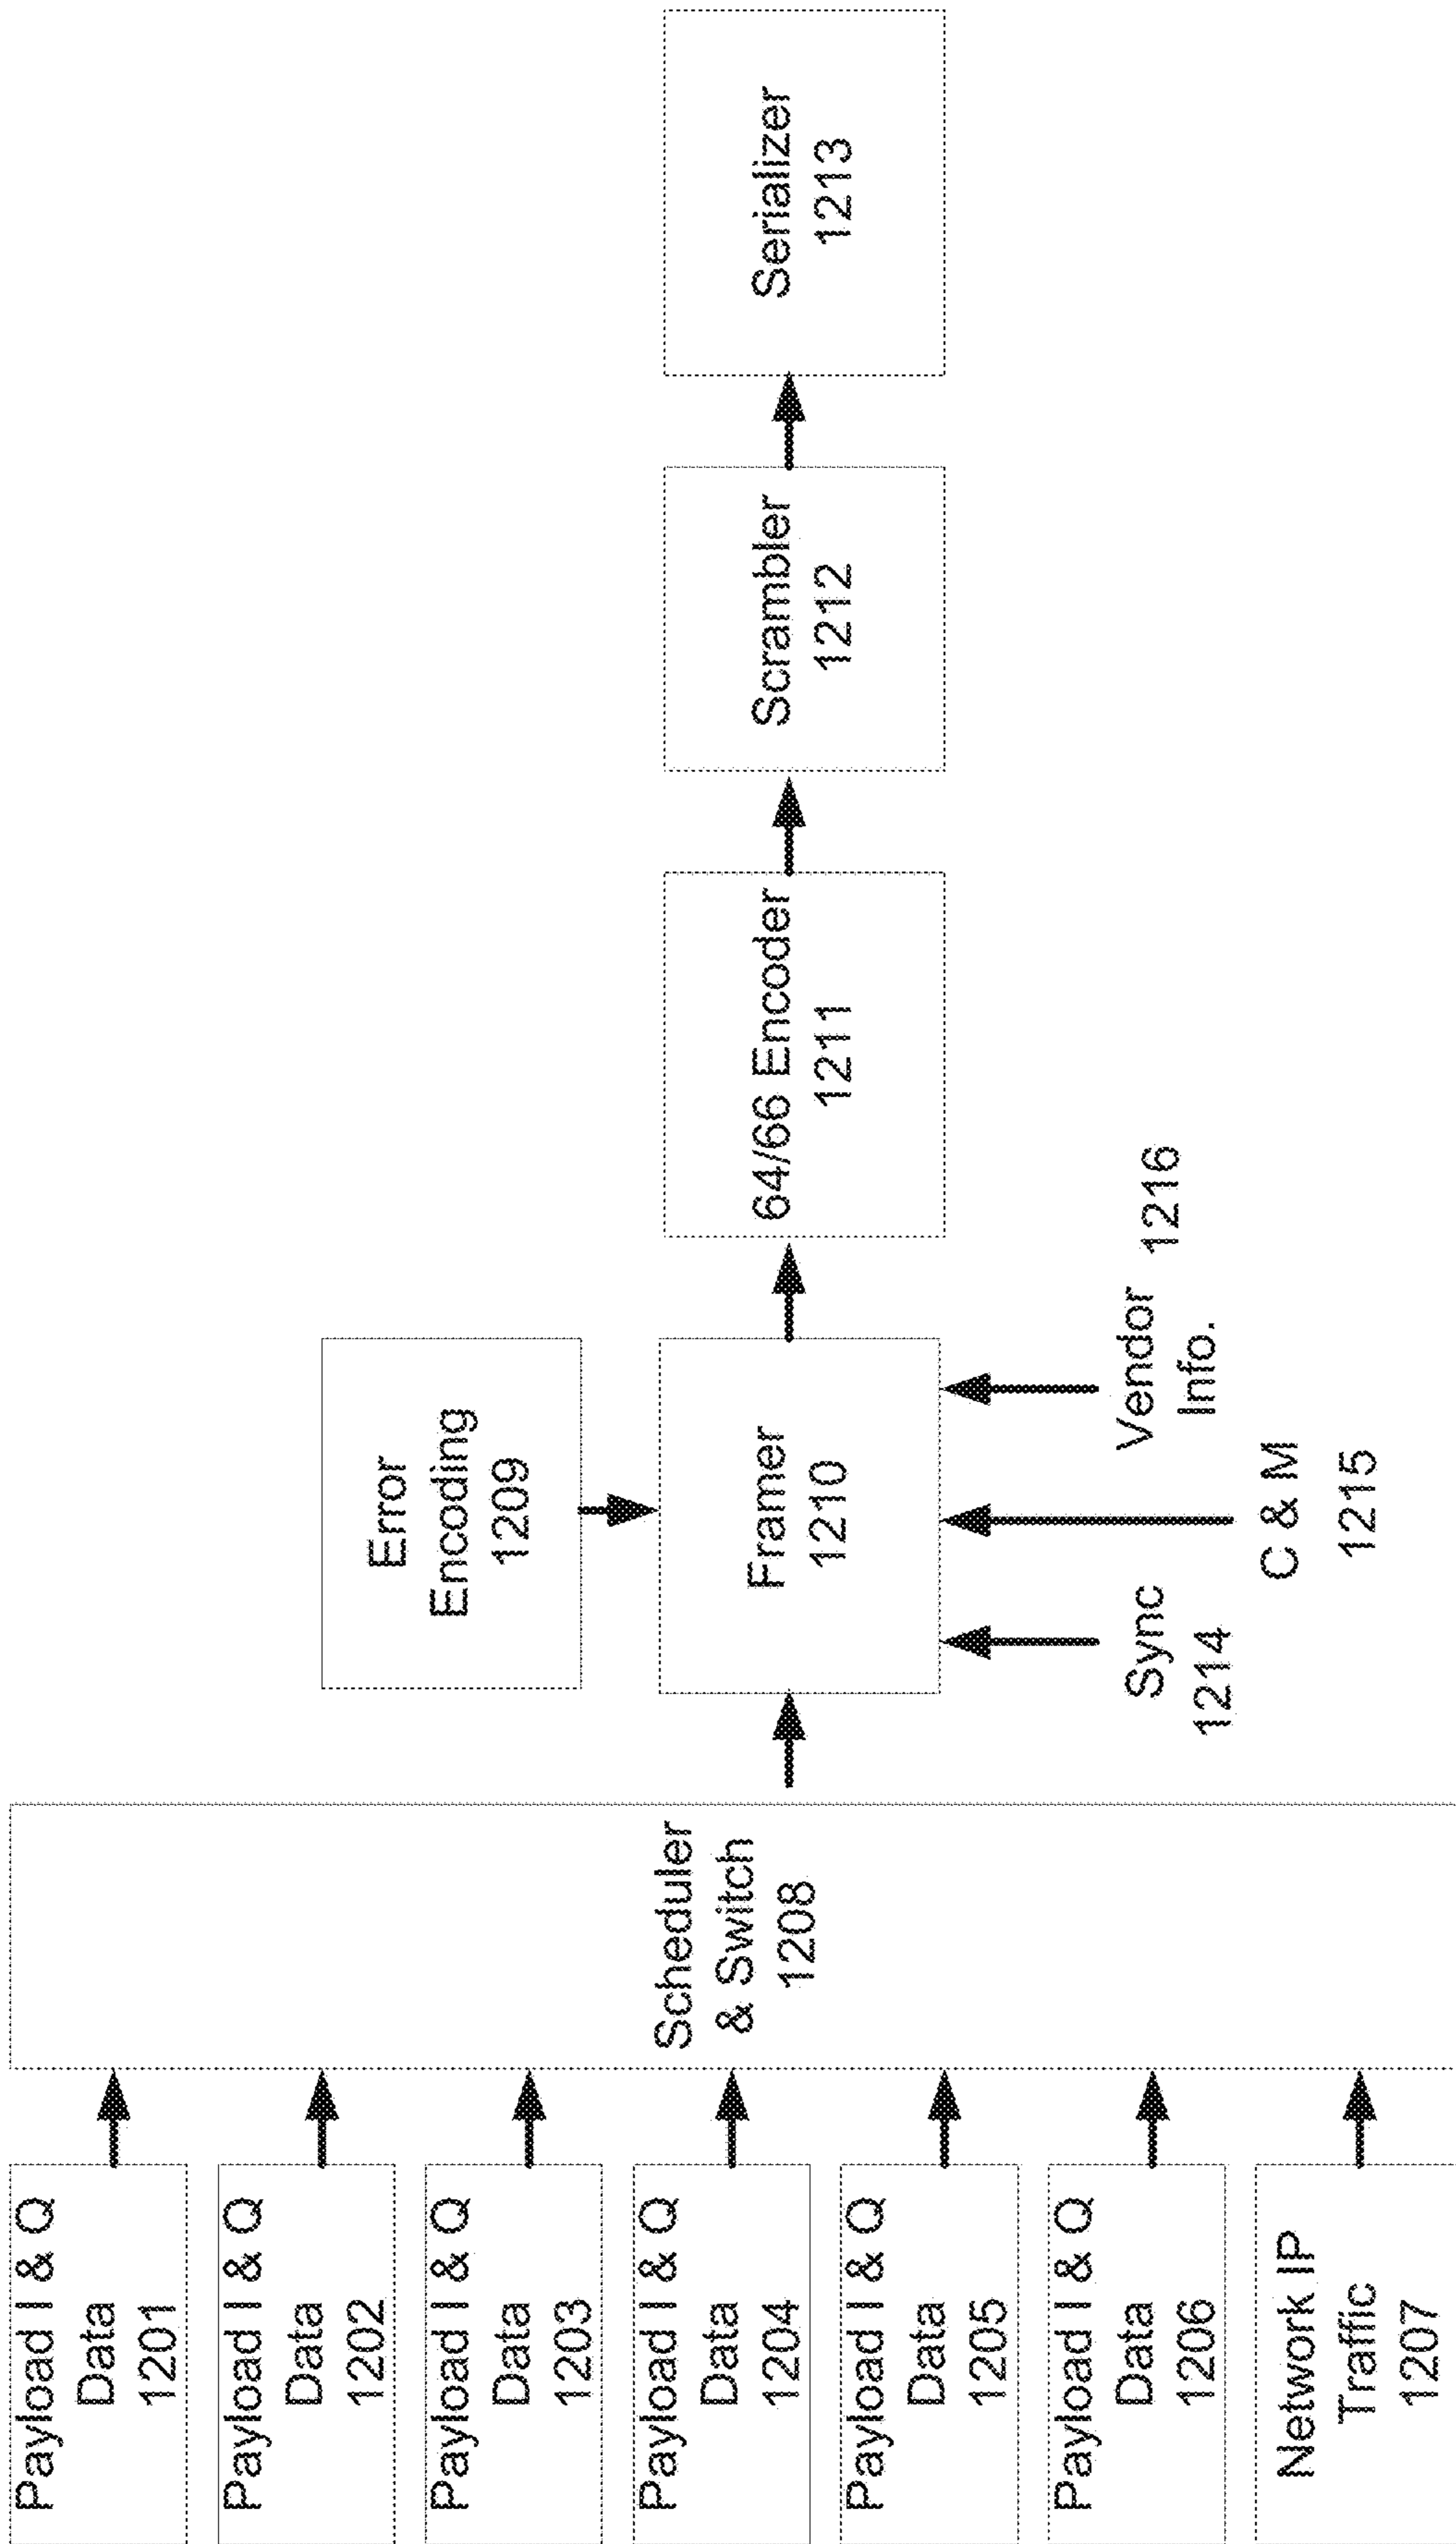 Payload I & Q
Data
1201
Payload I & Q
Data
1202
Payload I & Q
Data
1203
Payload I & Q
Data
1204
Payload I & Q
Data
1205
Payload I & Q
Data
1206
Network IP
Traffic
1207
Scheduler
& Switch
1208
Error
Encoding
1209
Framer
1210
Sync
1214
C & M
1215
Vendor 1216
Info.
64/66 Encoder
1211
Scrambler
1212
Serializer
1213